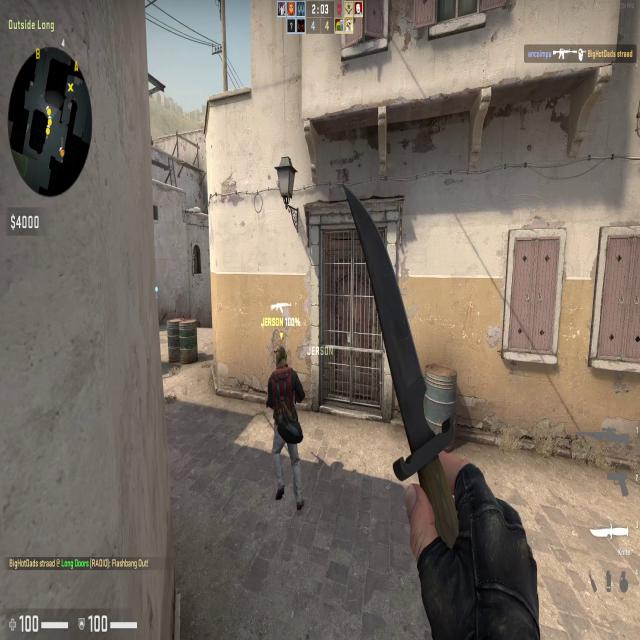 Outside Long
B
A
$4000
2:03
4 4
BigHotDads straad
JERSON 100%
JERSON
Knife
BigHotDads straad @ Long Doors (RADIO): Flashbang Out!
100
100